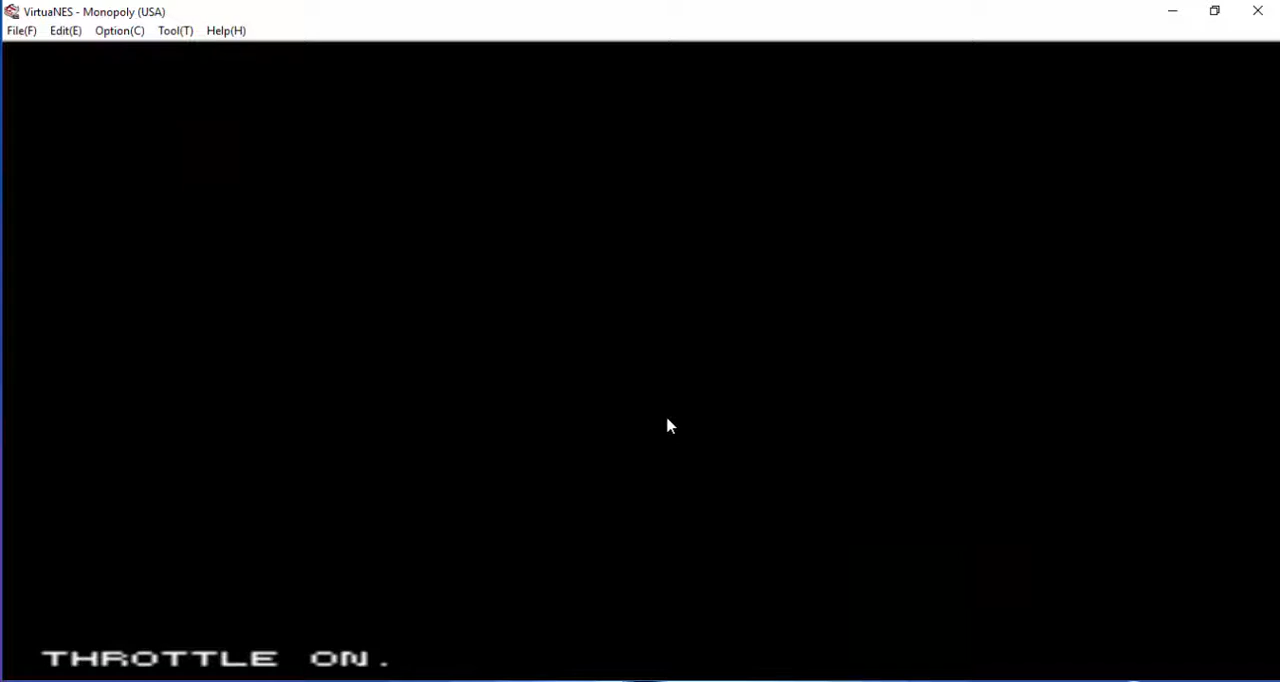 VirtuaNES - Monopoly (USA)
File(F) Edit(E) Option(C) Tool(T) Help(H)
THROTTLE ON.